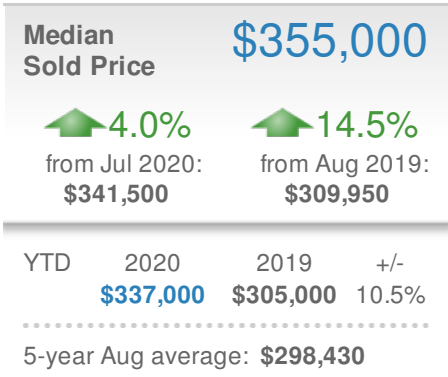 Median $355,000
Sold Price
4.0% 14.5%
from Jul 2020: from Aug 2019:
$341,500 $309,950
YTD 2020 2019 +/-
$337,000 $305,000 10.5%
5-year Aug average: $298,430